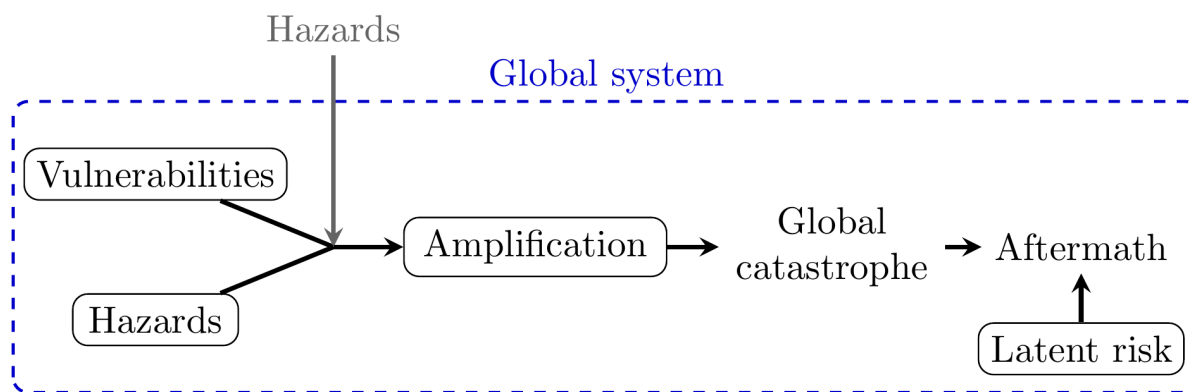 Hazards
Global system
Vulnerabilities
Amplification
Global
catastrophe
Aftermath
Hazards
Latent risk